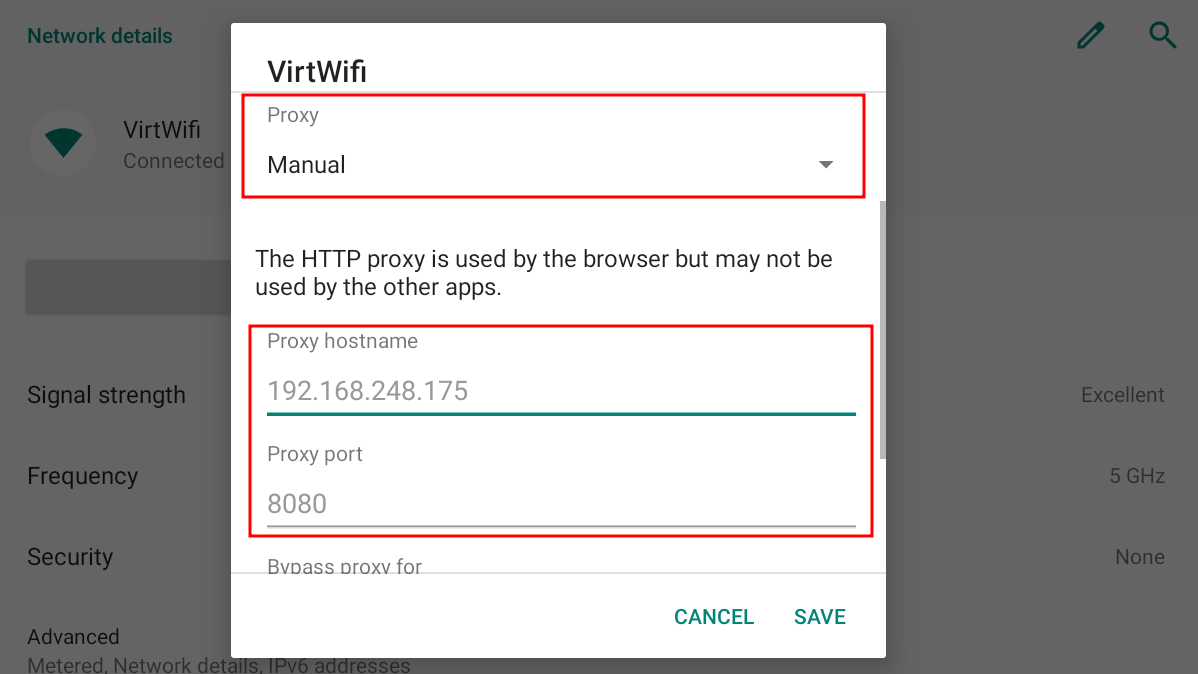 Network details
VirtWifi
Connected
Signal strength
Excellent
Frequency
5 GHz
Security
None
Advanced
Metered, Network details, IPv6 addresses
VirtWifi
Proxy
Manual
The HTTP proxy is used by the browser but may not be
used by the other apps.
Proxy hostname
192.168.248.175
Proxy port
8080
Bypass proxy for
CANCEL
SAVE